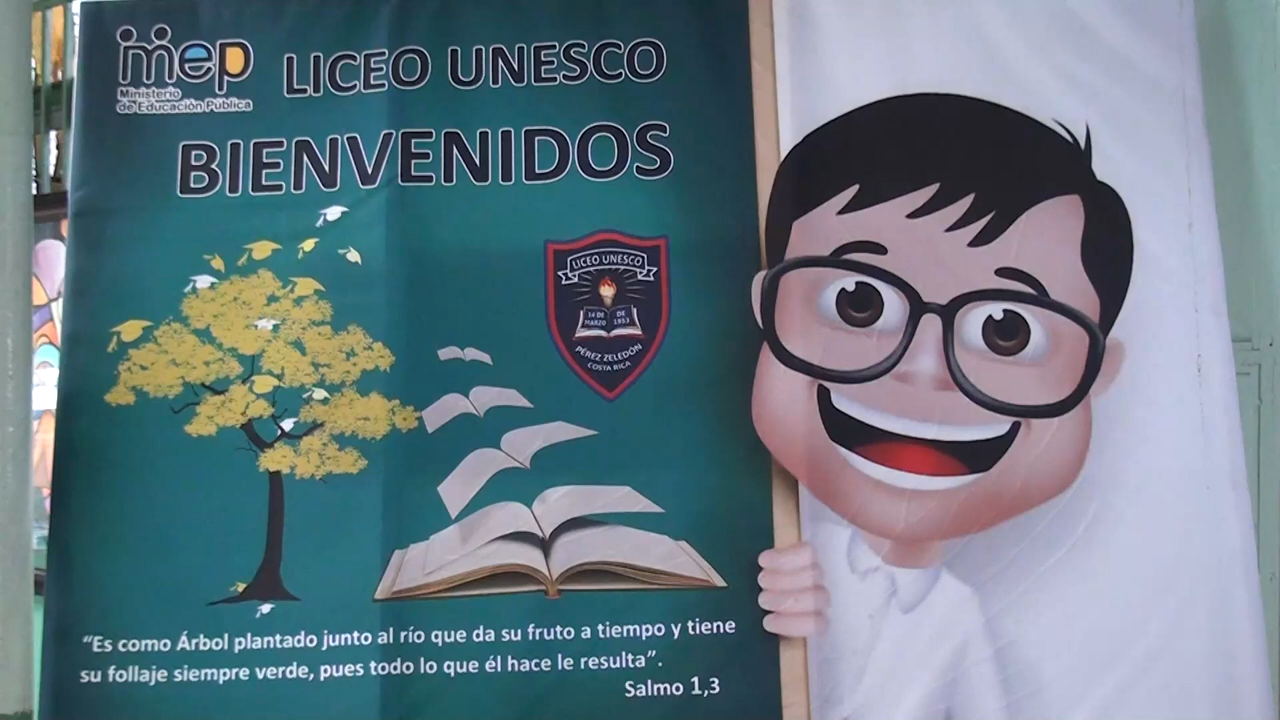 mep
Ministerio
de Educación Pública
LICEO UNESCO
BIENVENIDOS
LICEO UNESCO
14 DE
MARZO
DE
1953
PÉREZ ZELEDÓN
COSTA RICA
“Es como Árbol plantado junto al río que da su fruto a tiempo y tiene
su follaje siempre verde, pues todo lo que él hace le resulta”.
Salmo 1,3